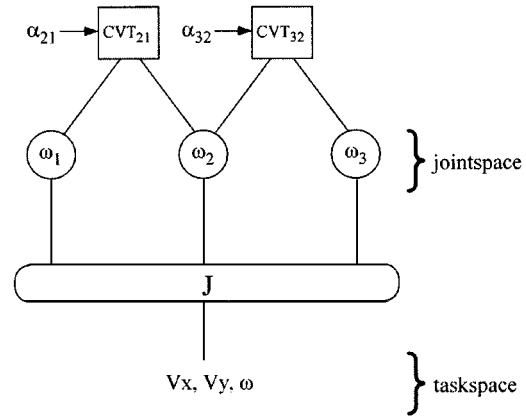 α₂₁ CVT₂₁ α₃₂ CVT₃₂
ω₁ ω₂ ω₃ jointspace
J
Vx, Vy, ω taskspace